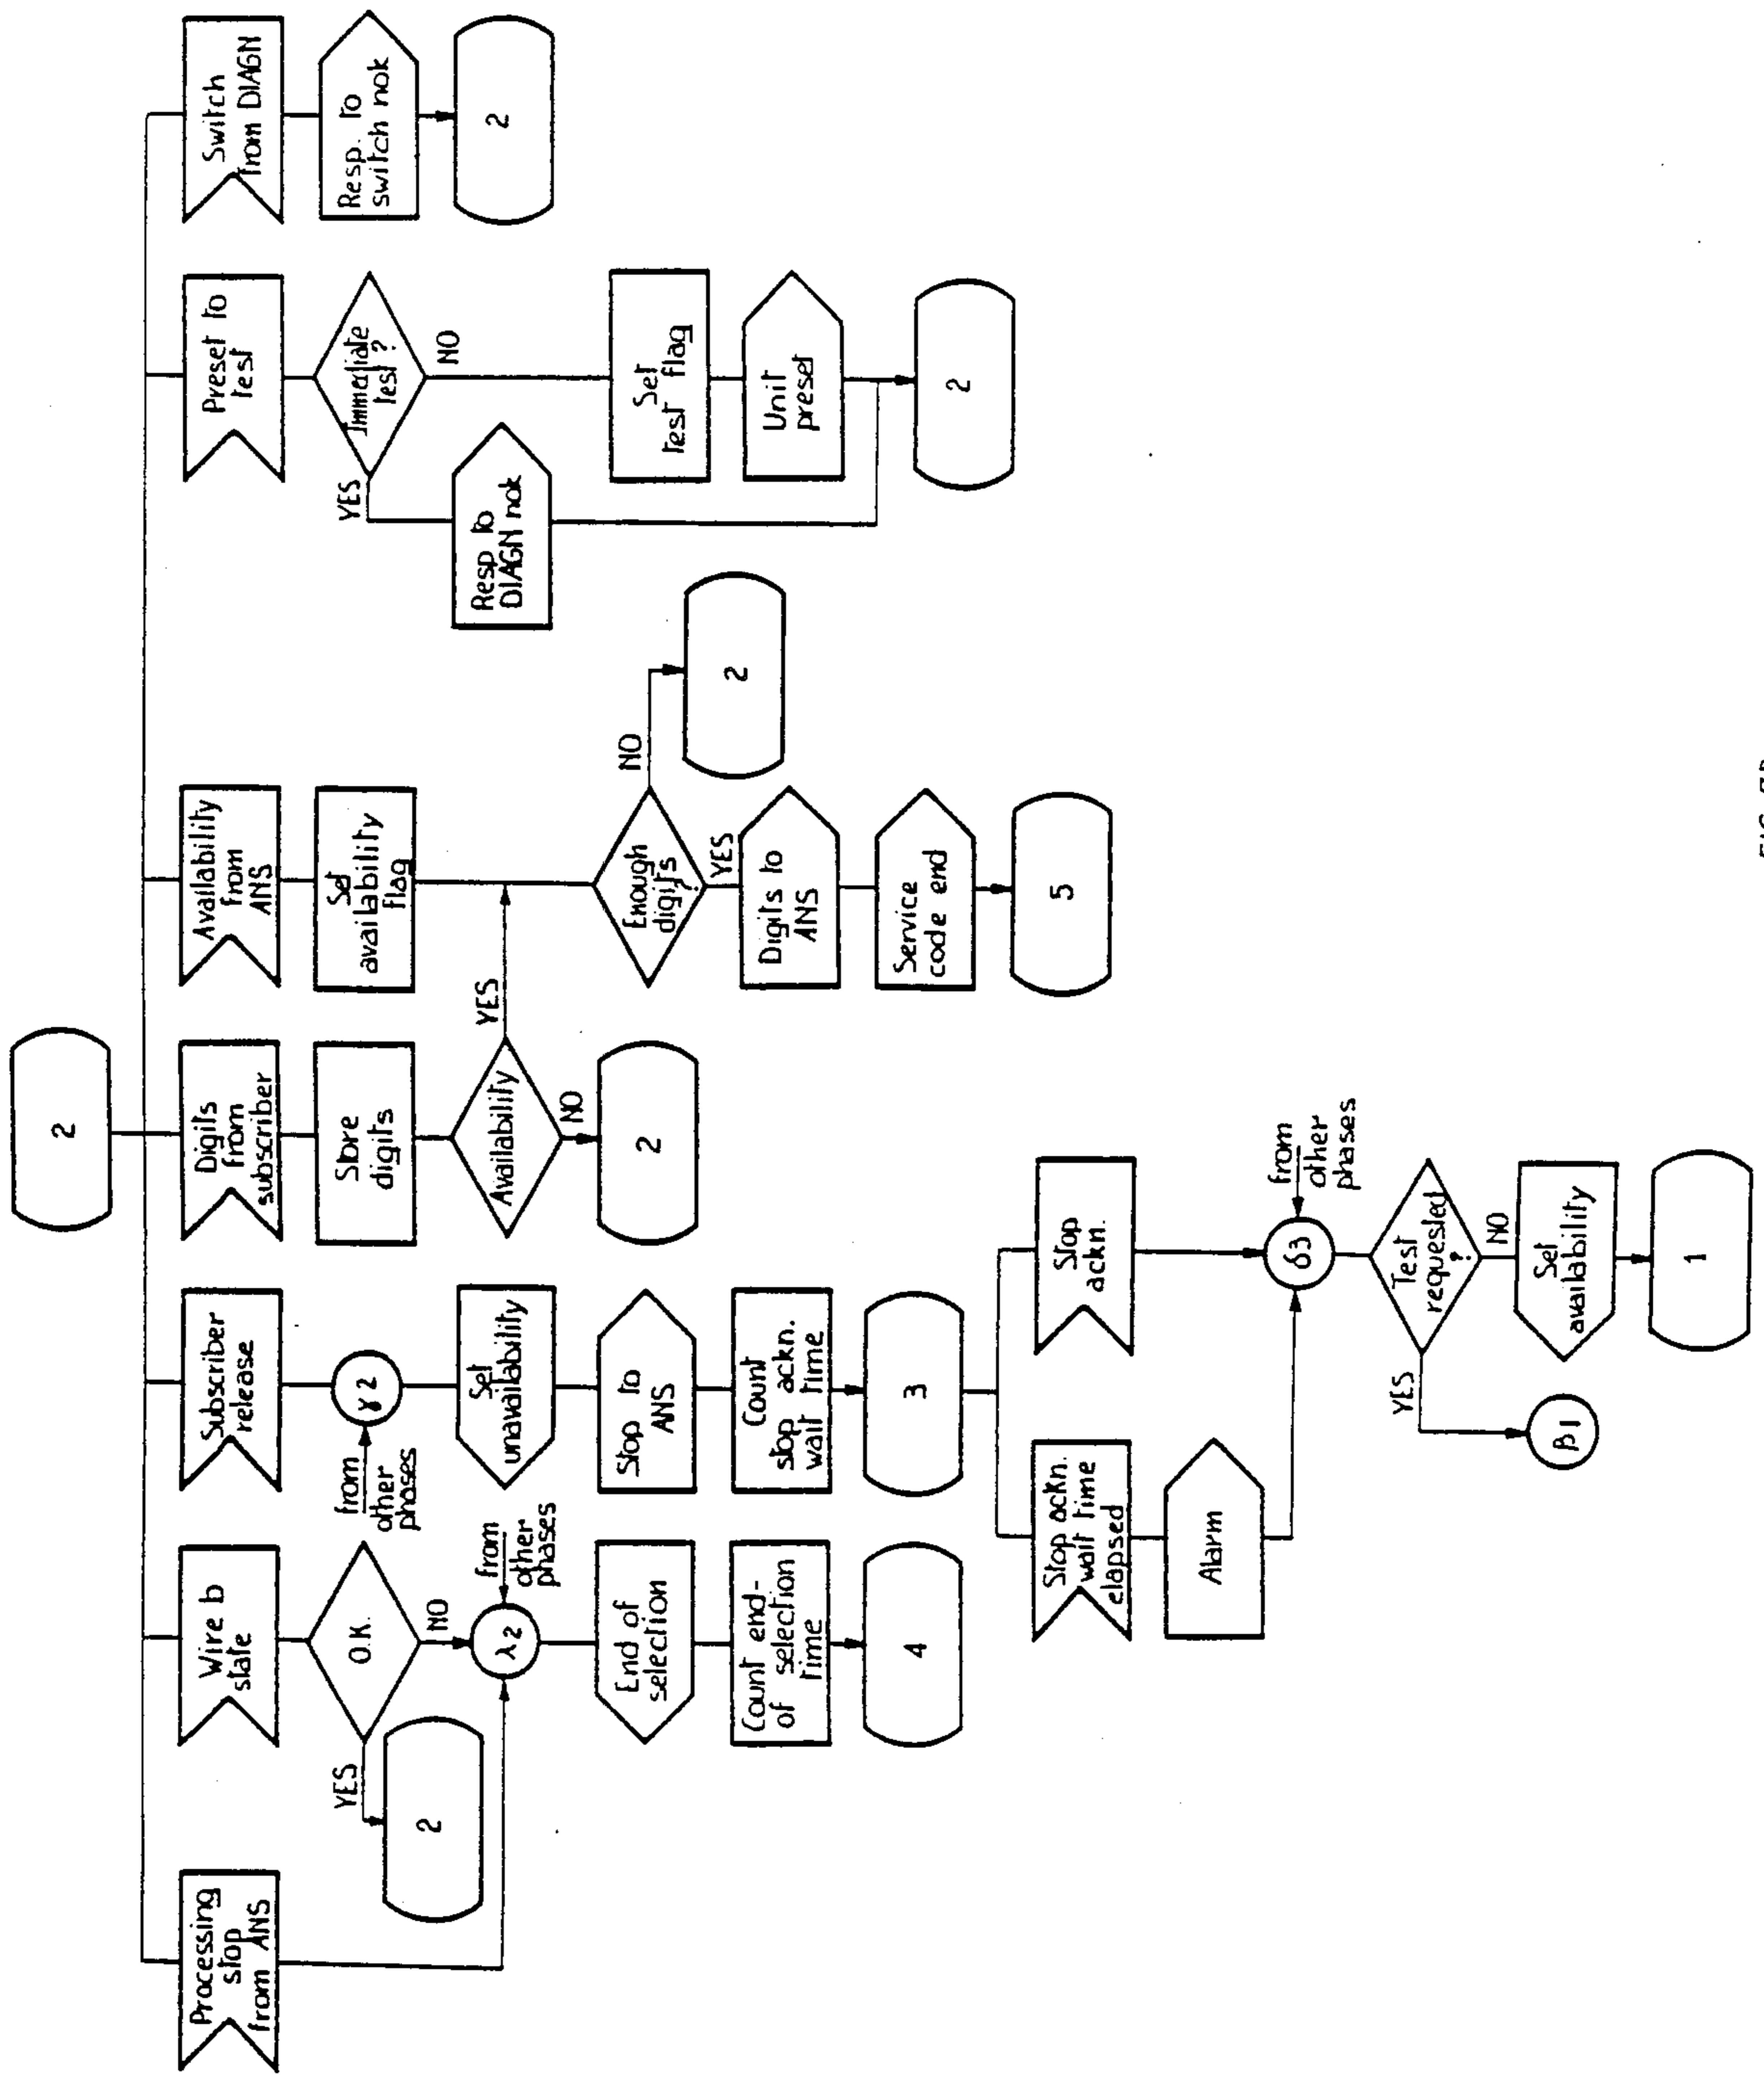 2
Processing
stop
from ANS
Wire b
state
O.K.
YES
2
NO
λ2
from
other
phases
End of
selection
Count end-
of selection
time
4
Subscriber
release
γ2
from
other
phases
Set
unavailability
Stop to
ANS
Count
stop ackn.
wait time
3
Stop ackn.
wait time
elapsed
Alarm
Stop
ackn.
δ3
from
other
phases
Test
requested
?
YES
β1
NO
Set
availability
1
Digits
from
subscriber
Store
digits
Availability
YES
NO
2
Availability
from
ANS
Set
availability
flag
Enough
digits
?
NO
2
YES
Digits to
ANS
Service
code end
5
Preset to
test
Immediate
test ?
YES
Resp to
DIAGN nok
NO
Set
test flag
Unit
preset
2
Switch
from DIAGN
Resp. to
switch nok
2